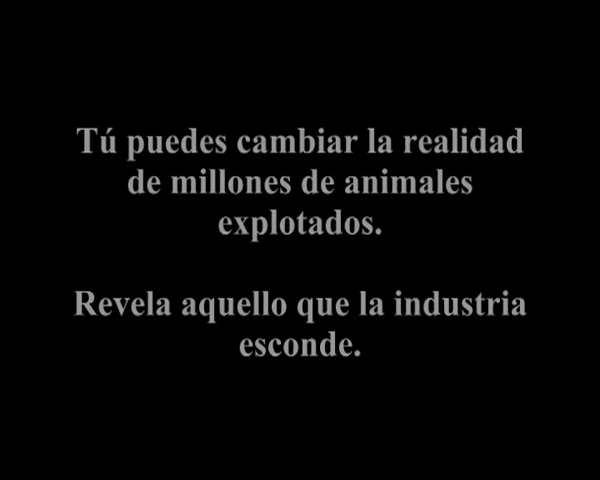 Tú puedes cambiar la realidad
de millones de animales
explotados.
Revela aquello que la industria
esconde.